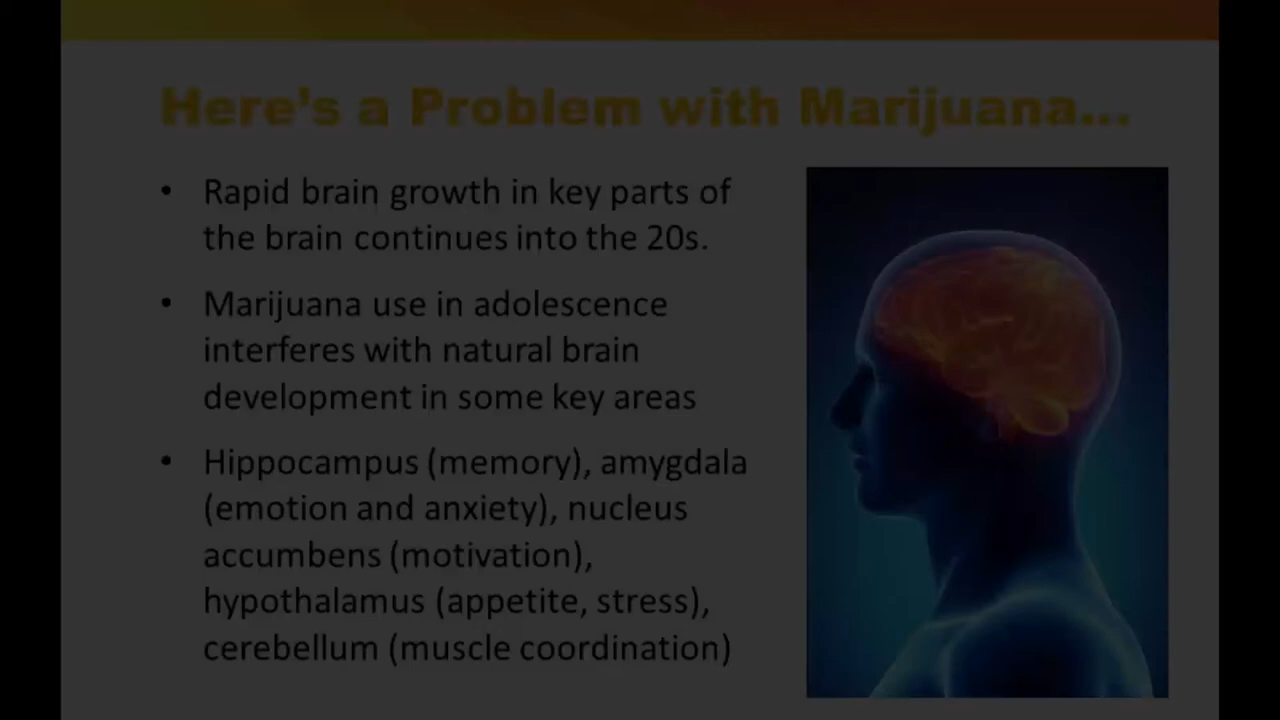 Here's a Problem with Marijuana...
• Rapid brain growth in key parts of
the brain continues into the 20s.
• Marijuana use in adolescence
interferes with natural brain
development in some key areas
• Hippocampus (memory), amygdala
(emotion and anxiety), nucleus
accumbens (motivation),
hypothalamus (appetite, stress),
cerebellum (muscle coordination)